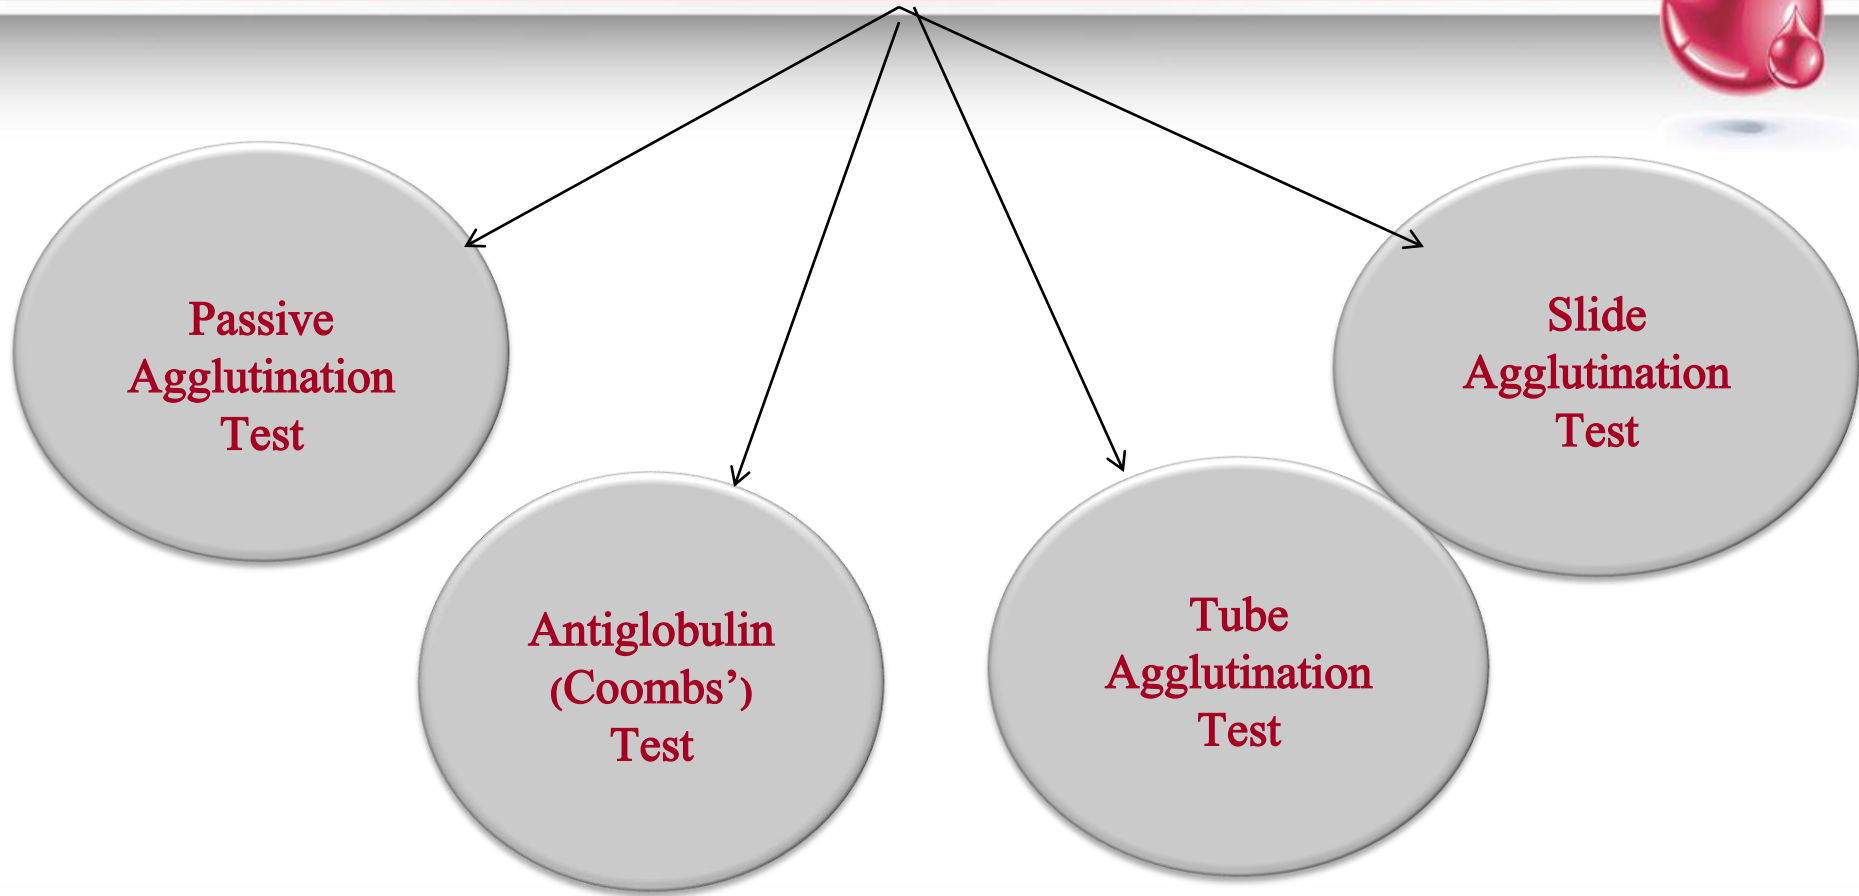 Passive
Agglutination
Test
Antiglobulin
(Coombs’)
Test
Tube
Agglutination
Test
Slide
Agglutination
Test